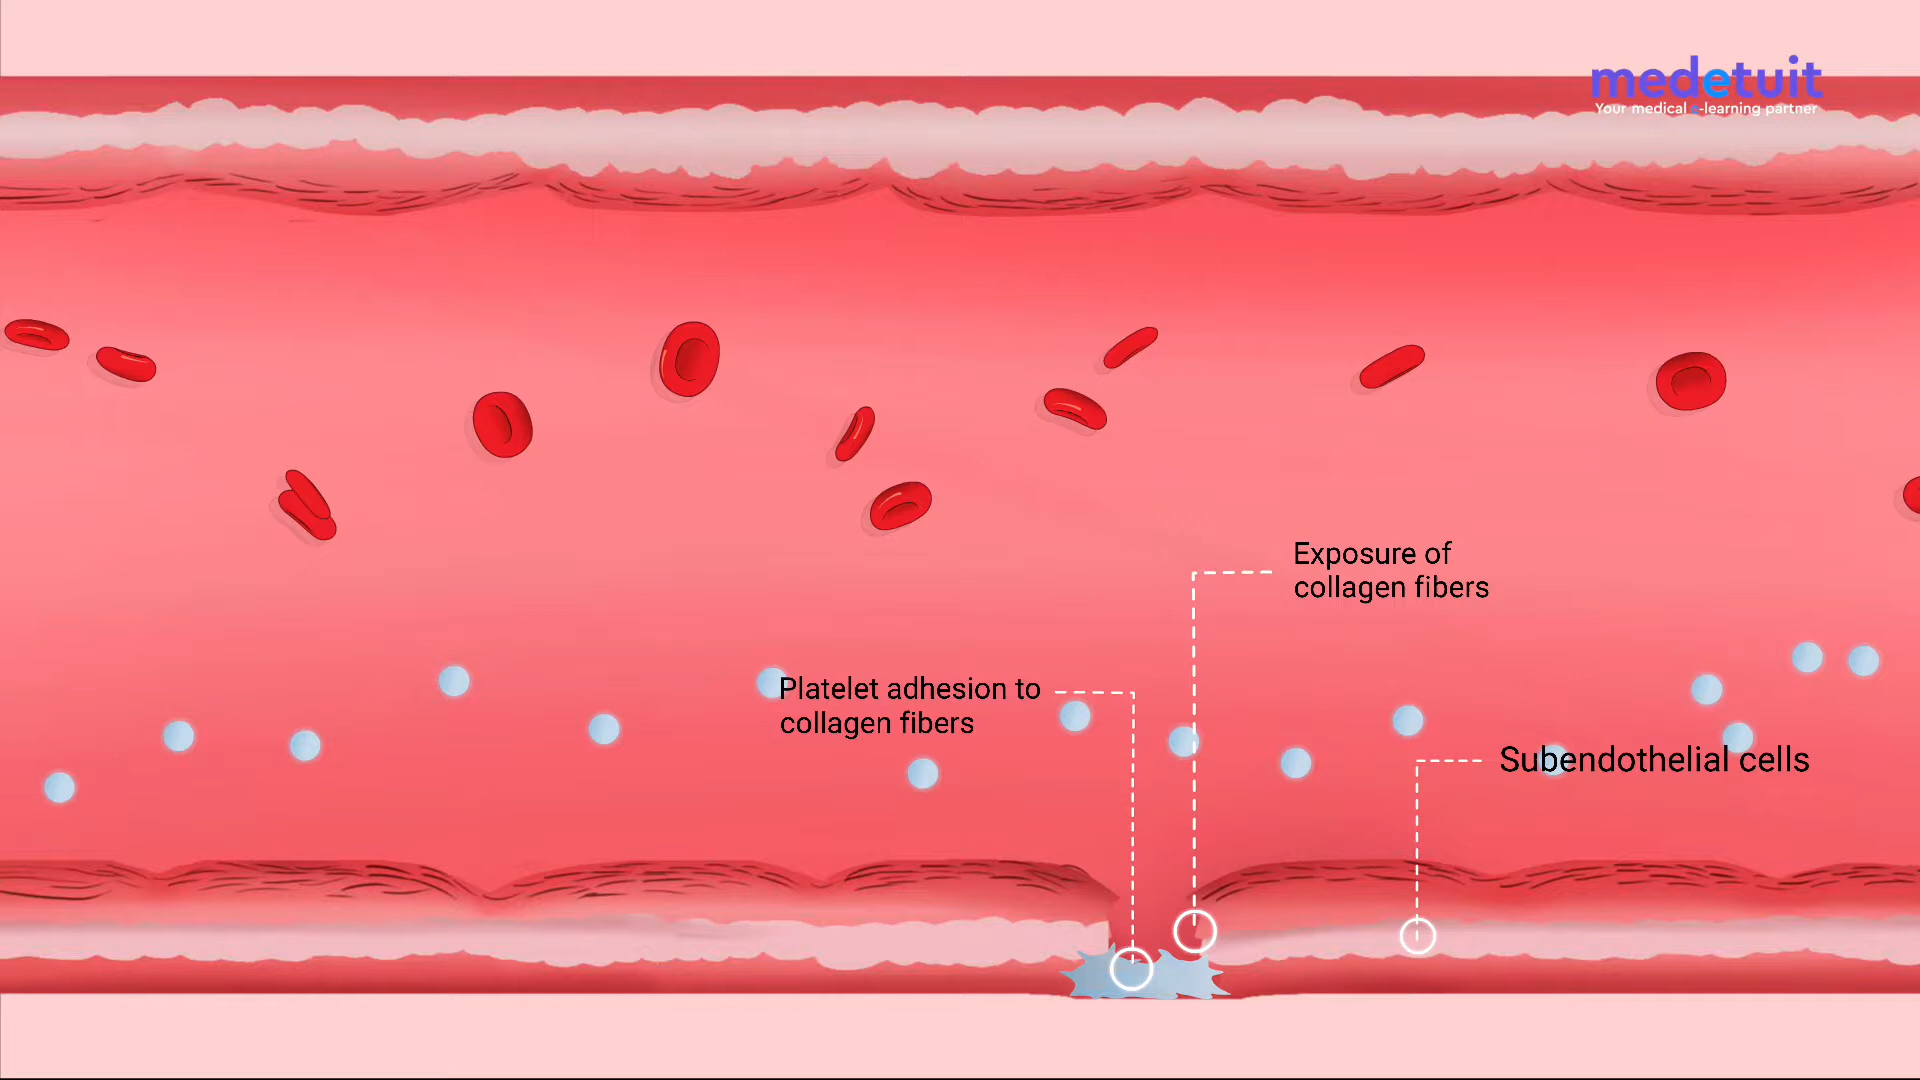 medetuit
Your medical e-learning partner
Exposure of
collagen fibers
Platelet adhesion to
collagen fibers
Subendothelial cells